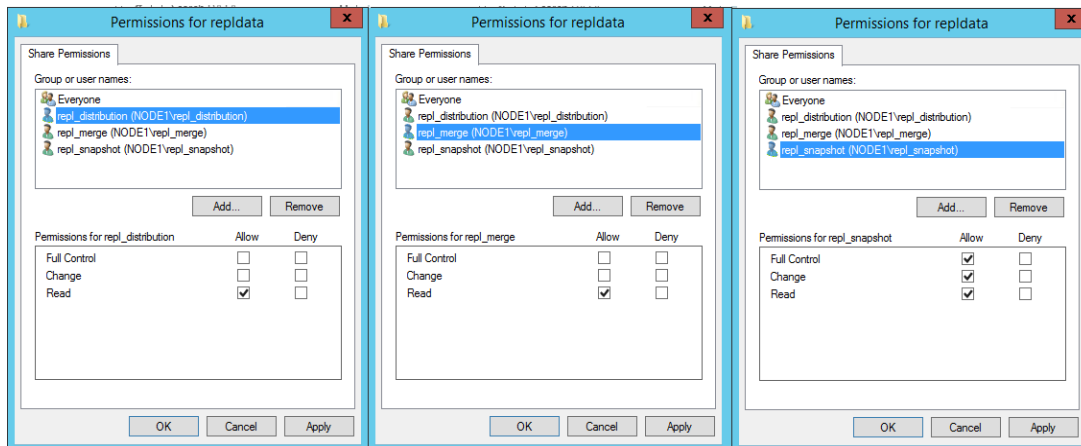 Permissions for repldata
x
Share Permissions
Group or user names:
Everyone
repl_distribution (NODE1\repl_distribution)
repl_merge (NODE1\repl_merge)
repl_snapshot (NODE1\repl_snapshot)
Add...
Remove
Permissions for repl_distribution
Allow
Deny
Full Control
Change
Read
OK
Cancel
Apply
Permissions for repldata
x
Share Permissions
Group or user names:
Everyone
repl_distribution (NODE1\repl_distribution)
repl_merge (NODE1\repl_merge)
repl_snapshot (NODE1\repl_snapshot)
Add...
Remove
Permissions for repl_merge
Allow
Deny
Full Control
Change
Read
OK
Cancel
Apply
Permissions for repldata
x
Share Permissions
Group or user names:
Everyone
repl_distribution (NODE1\repl_distribution)
repl_merge (NODE1\repl_merge)
repl_snapshot (NODE1\repl_snapshot)
Add...
Remove
Permissions for repl_snapshot
Allow
Deny
Full Control
Change
Read
OK
Cancel
Apply